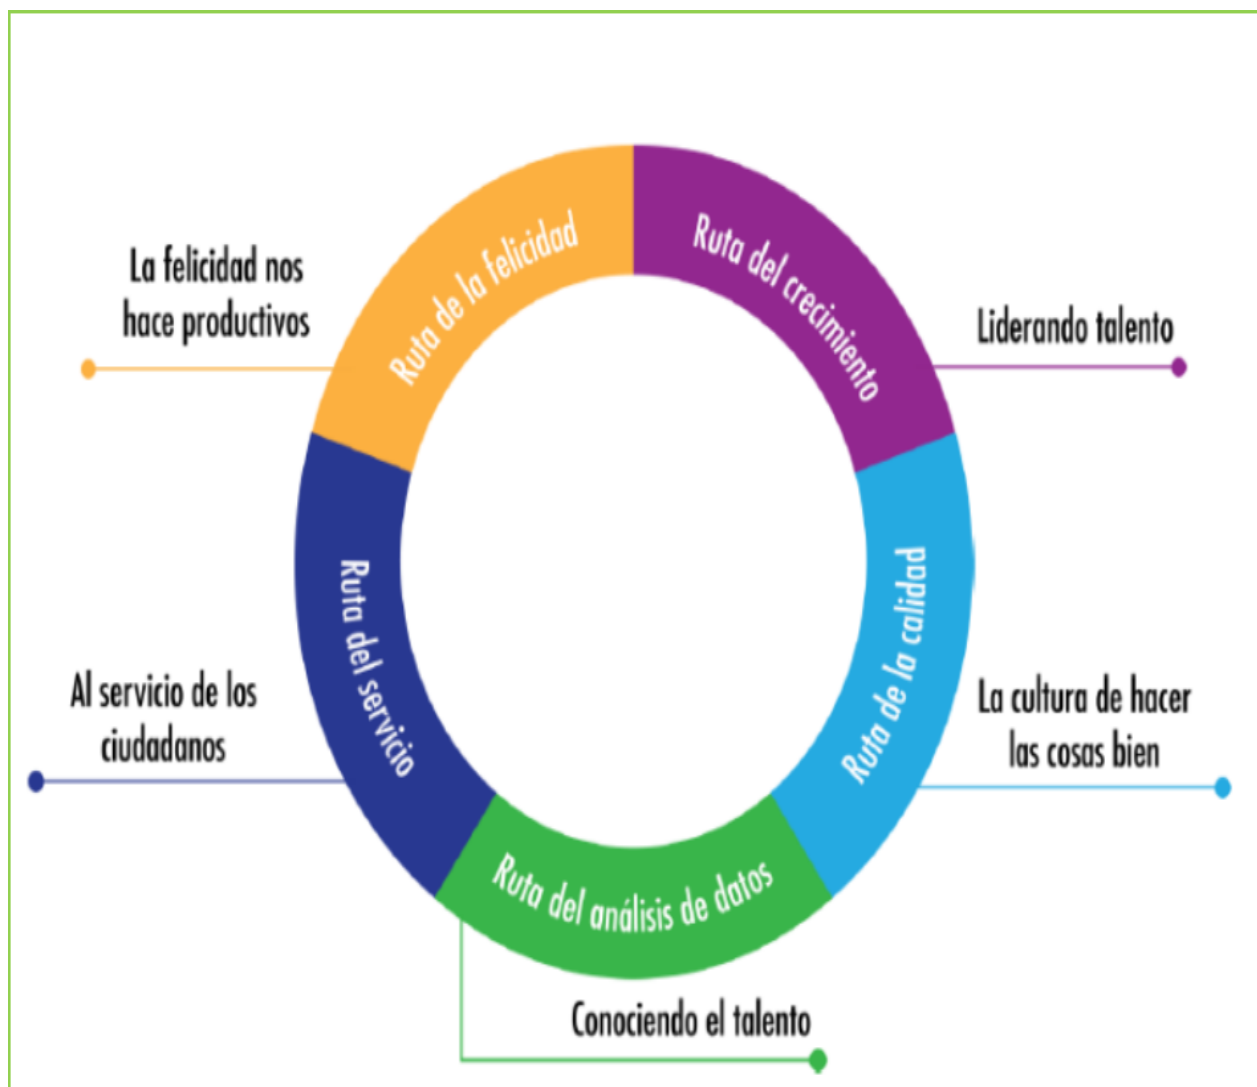 Ruta de la felicidad
La felicidad nos
hace productivos
Ruta del crecimiento
Liderando talento
Ruta de la calidad
La cultura de hacer
las cosas bien
Ruta del análisis de datos
Conociendo el talento
Ruta del servicio
Al servicio de los
ciudadanos